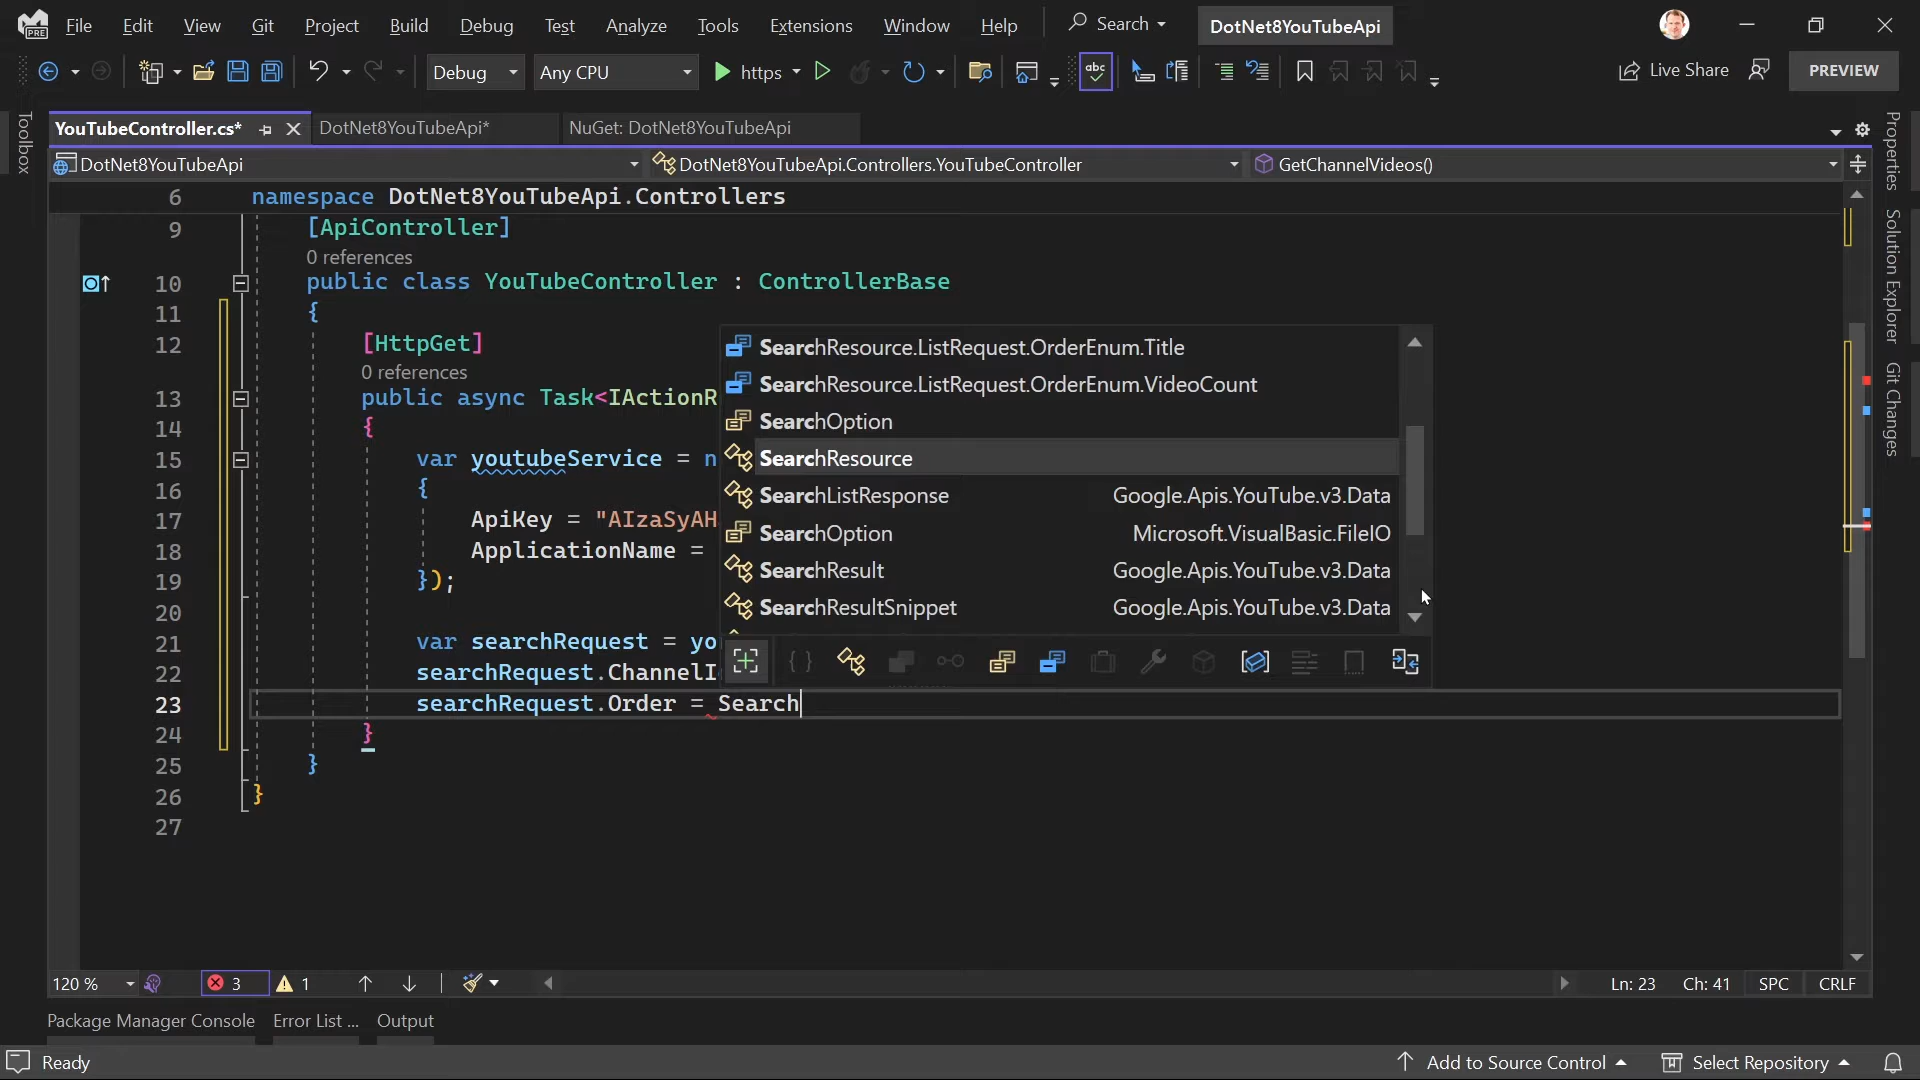 File Edit View Git Project Build Debug Test Analyze Tools Extensions Window Help Search DotNet8YouTubeApi
PRE
Debug Any CPU https abc Live Share PREVIEW
YouTubeController.cs* DotNet8YouTubeApi* NuGet: DotNet8YouTubeApi
DotNet8YouTubeApi DotNet8YouTubeApi.Controllers.YouTubeController GetChannelVideos()
Toolbox
Properties
Solution Explorer
Git Changes
6 namespace DotNet8YouTubeApi.Controllers
9 [ApiController]
0 references
10 public class YouTubeController : ControllerBase
11 {
12 [HttpGet]
0 references
13 public async Task<IActionR
14 {
15 var youtubeService = n
16 {
17 ApiKey = "AIzaSyAH
18 ApplicationName =
19 });
20
21 var searchRequest = yo
22 searchRequest.ChannelI
23 searchRequest.Order = Search
24 }
25 }
26 }
27
SearchResource.ListRequest.OrderEnum.Title
SearchResource.ListRequest.OrderEnum.VideoCount
SearchOption
SearchResource
SearchListResponse Google.Apis.YouTube.v3.Data
SearchOption Microsoft.VisualBasic.FileIO
SearchResult Google.Apis.YouTube.v3.Data
SearchResultSnippet Google.Apis.YouTube.v3.Data
120 % 3 1 Ln: 23 Ch: 41 SPC CRLF
Package Manager Console Error List ... Output
Ready Add to Source Control Select Repository